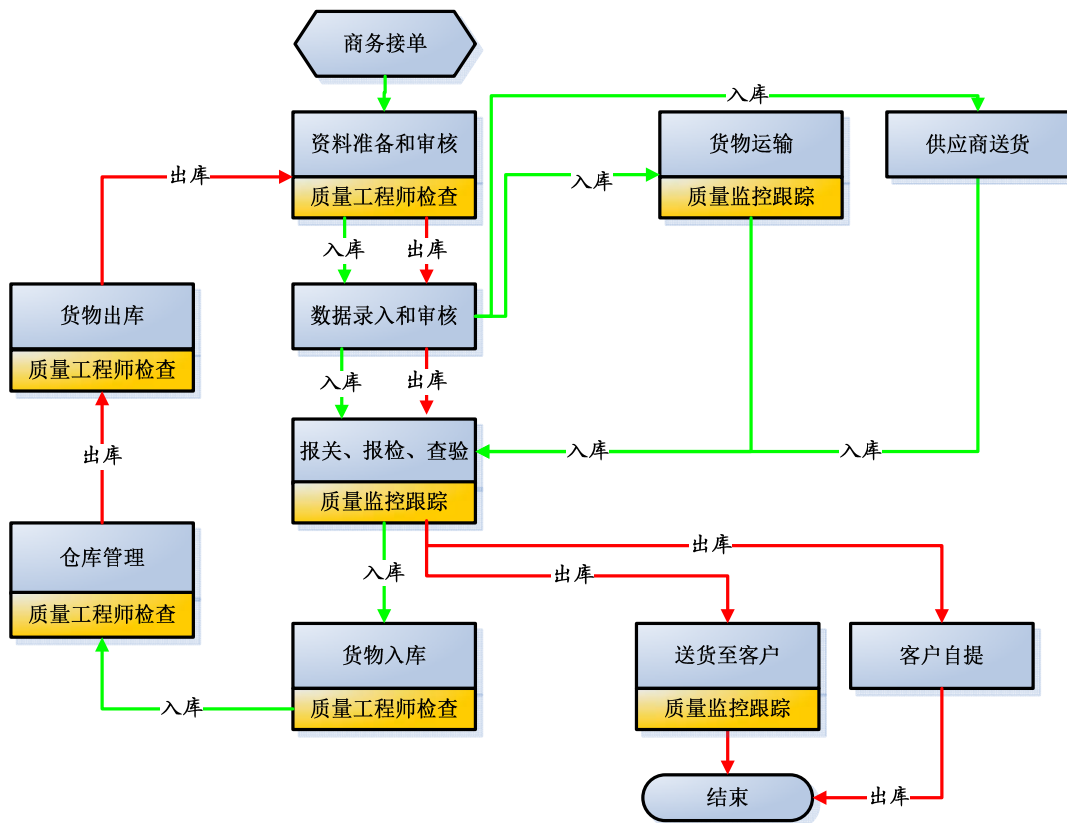 商务接单
入库
资料准备和审核
货物运输
供应商送货
出库
入库
质量工程师检查
质量监控跟踪
入库
出库
货物出库
数据录入和审核
质量工程师检查
入库
出库
报关、报检、查验
入库
入库
出库
质量监控跟踪
仓库管理
出库
入库
出库
质量工程师检查
货物入库
送货至客户
客户自提
入库
质量工程师检查
质量监控跟踪
结束
出库